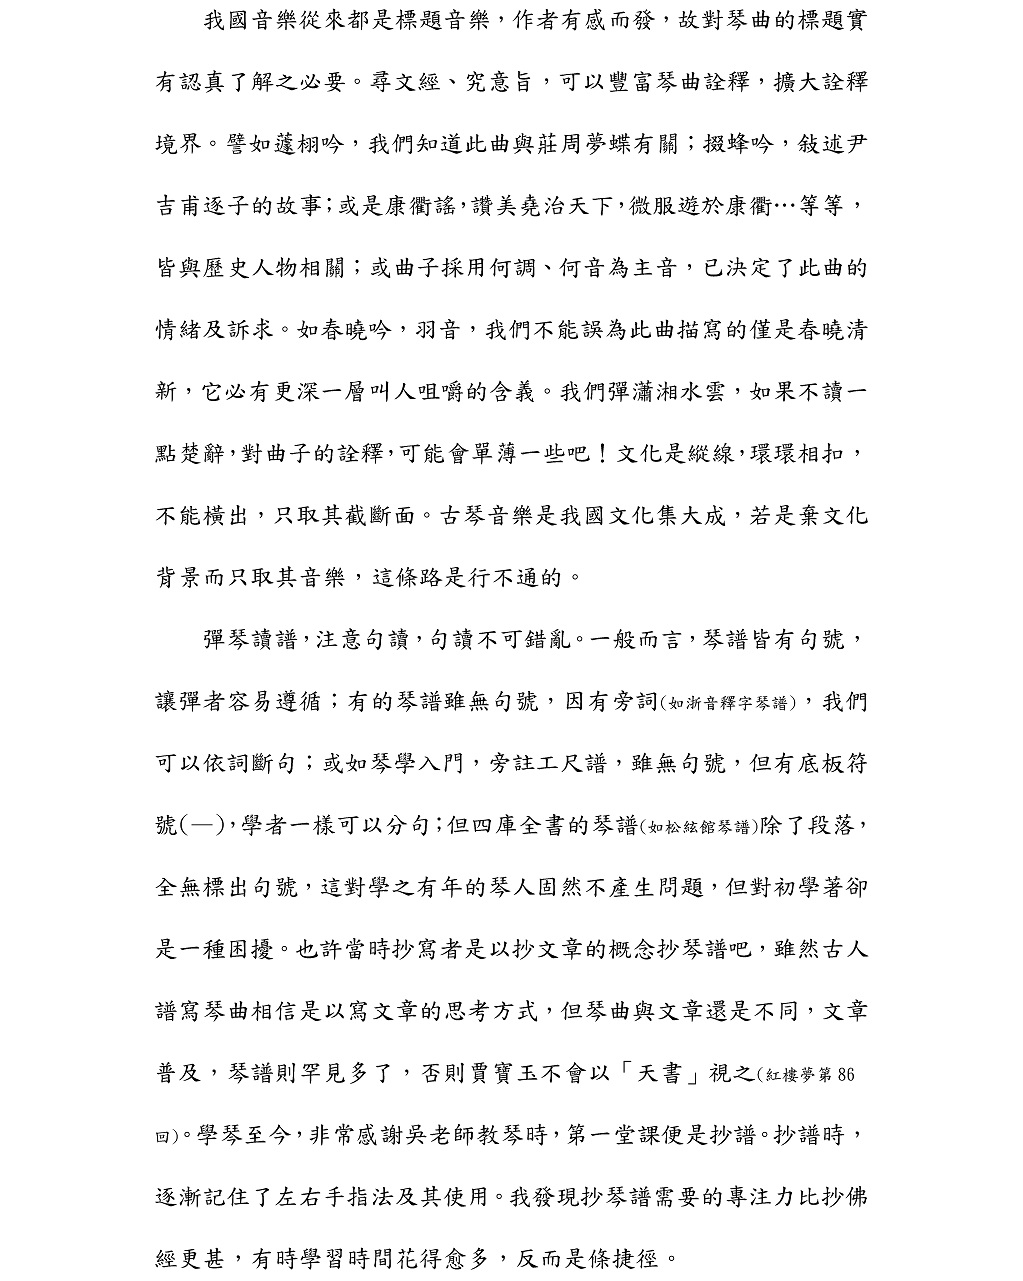 我國音樂從來都是標題音樂，作者有感而發，故對琴曲的標題實
有認真了解之必要。尋文經、究意旨，可以豐富琴曲詮釋，擴大詮釋
境界。譬如蘧栩吟，我們知道此曲與莊周夢蝶有關；掇蜂吟，敍述尹
吉甫逐子的故事；或是康衢謠，讚美堯治天下，微服遊於康衢…等等，
皆與歷史人物相關；或曲子採用何調、何音為主音，已決定了此曲的
情緒及訴求。如春曉吟，羽音，我們不能誤為此曲描寫的僅是春曉清
新，它必有更深一層叫人咀嚼的含義。我們彈瀟湘水雲，如果不讀一
點楚辭，對曲子的詮釋，可能會單薄一些吧！文化是縱線，環環相扣，
不能橫出，只取其截斷面。古琴音樂是我國文化集大成，若是棄文化
背景而只取其音樂，這條路是行不通的。
彈琴讀譜，注意句讀，句讀不可錯亂。一般而言，琴譜皆有句號，
讓彈者容易遵循；有的琴譜雖無句號，因有旁詞(如浙音釋字琴譜)，我們
可以依詞斷句；或如琴學入門，旁註工尺譜，雖無句號，但有底板符
號(—)，學者一樣可以分句；但四庫全書的琴譜(如松絃館琴譜)除了段落，
全無標出句號，這對學之有年的琴人固然不產生問題，但對初學著卻
是一種困擾。也許當時抄寫者是以抄文章的概念抄琴譜吧，雖然古人
譜寫琴曲相信是以寫文章的思考方式，但琴曲與文章還是不同，文章
普及，琴譜則罕見多了，否則賈寶玉不會以「天書」視之(紅樓夢第 86
回)。學琴至今，非常感謝吳老師教琴時，第一堂課便是抄譜。抄譜時，
逐漸記住了左右手指法及其使用。我發現抄琴譜需要的專注力比抄佛
經更甚，有時學習時間花得愈多，反而是條捷徑。